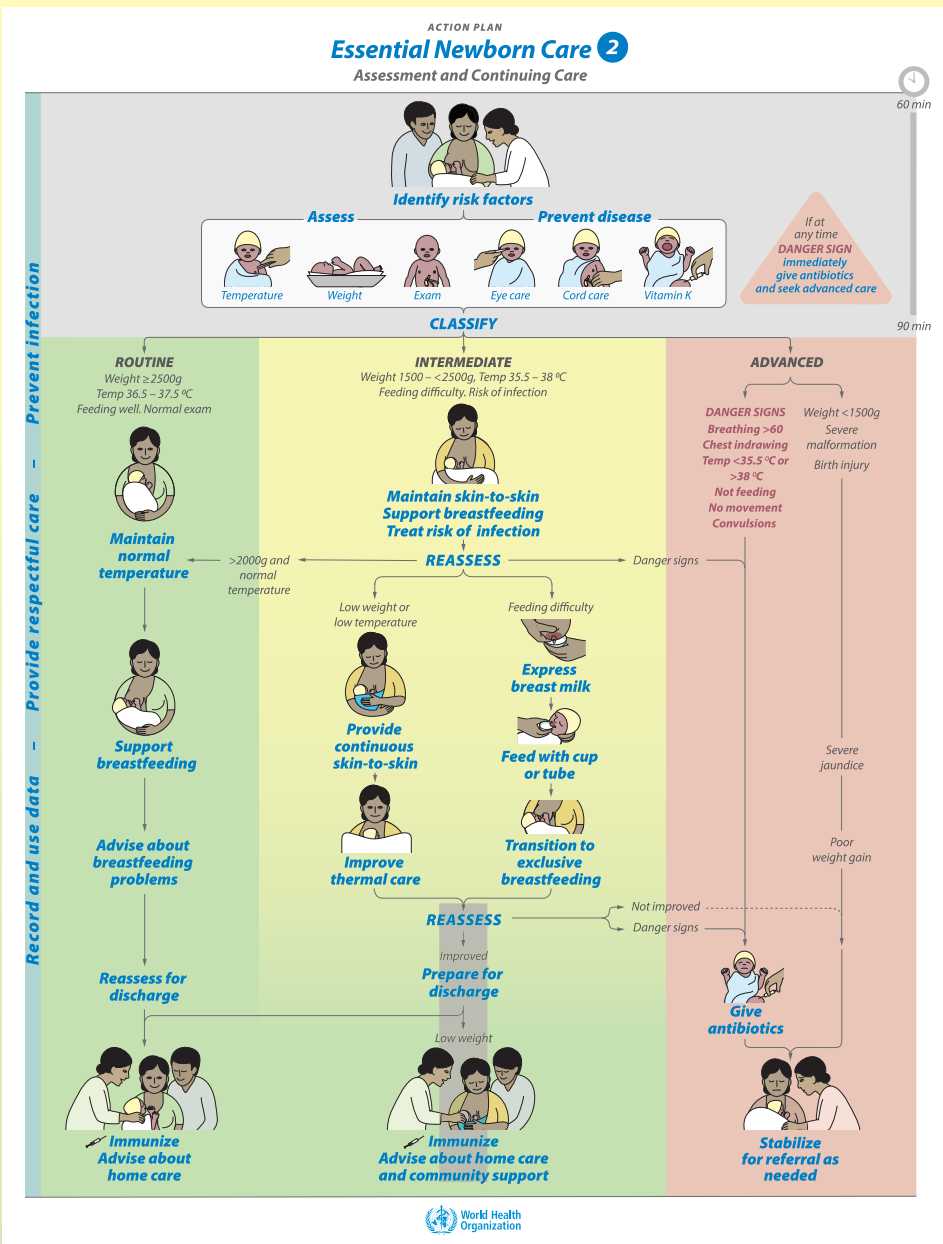 ACTION PLAN
Essential Newborn Care 2
Assessment and Continuing Care
60 min
Identify risk factors
Assess
Prevent disease
Temperature
Weight
Exam
Eye care
Cord care
Vitamin K
If at
any time
DANGER SIGN
immediately
give antibiotics
and seek advanced care
CLASSIFY
90 min
Record and use data – Provide respectful care – Prevent infection
ROUTINE
Weight ≥2500g
Temp 36.5 – 37.5 ºC
Feeding well. Normal exam
Maintain
normal
temperature
Support
breastfeeding
Advise about
breastfeeding
problems
Reassess for
discharge
Immunize
Advise about
home care
INTERMEDIATE
Weight 1500 – <2500g, Temp 35.5 – 38 ºC
Feeding difficulty. Risk of infection
Maintain skin-to-skin
Support breastfeeding
Treat risk of infection
REASSESS
>2000g and
normal
temperature
Danger signs
Low weight or
low temperature
Provide
continuous
skin-to-skin
Improve
thermal care
Feeding difficulty
Express
breast milk
Feed with cup
or tube
Transition to
exclusive
breastfeeding
REASSESS
Not improved
Danger signs
Improved
Prepare for
discharge
Low weight
Immunize
Advise about home care
and community support
ADVANCED
DANGER SIGNS
Breathing >60
Chest indrawing
Temp <35.5 ºC or
>38 ºC
Not feeding
No movement
Convulsions
Weight <1500g
Severe
malformation
Birth injury
Severe
jaundice
Poor
weight gain
Give
antibiotics
Stabilize
for referral as
needed
World Health
Organization